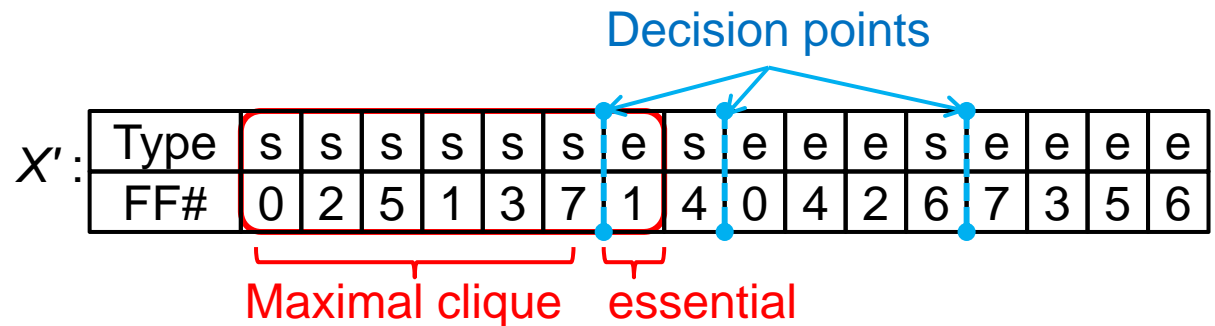 Decision points
X' :
Type s s s s s s e s e e e s e e e e
FF# 0 2 5 1 3 7 1 4 0 4 2 6 7 3 5 6
Maximal clique essential